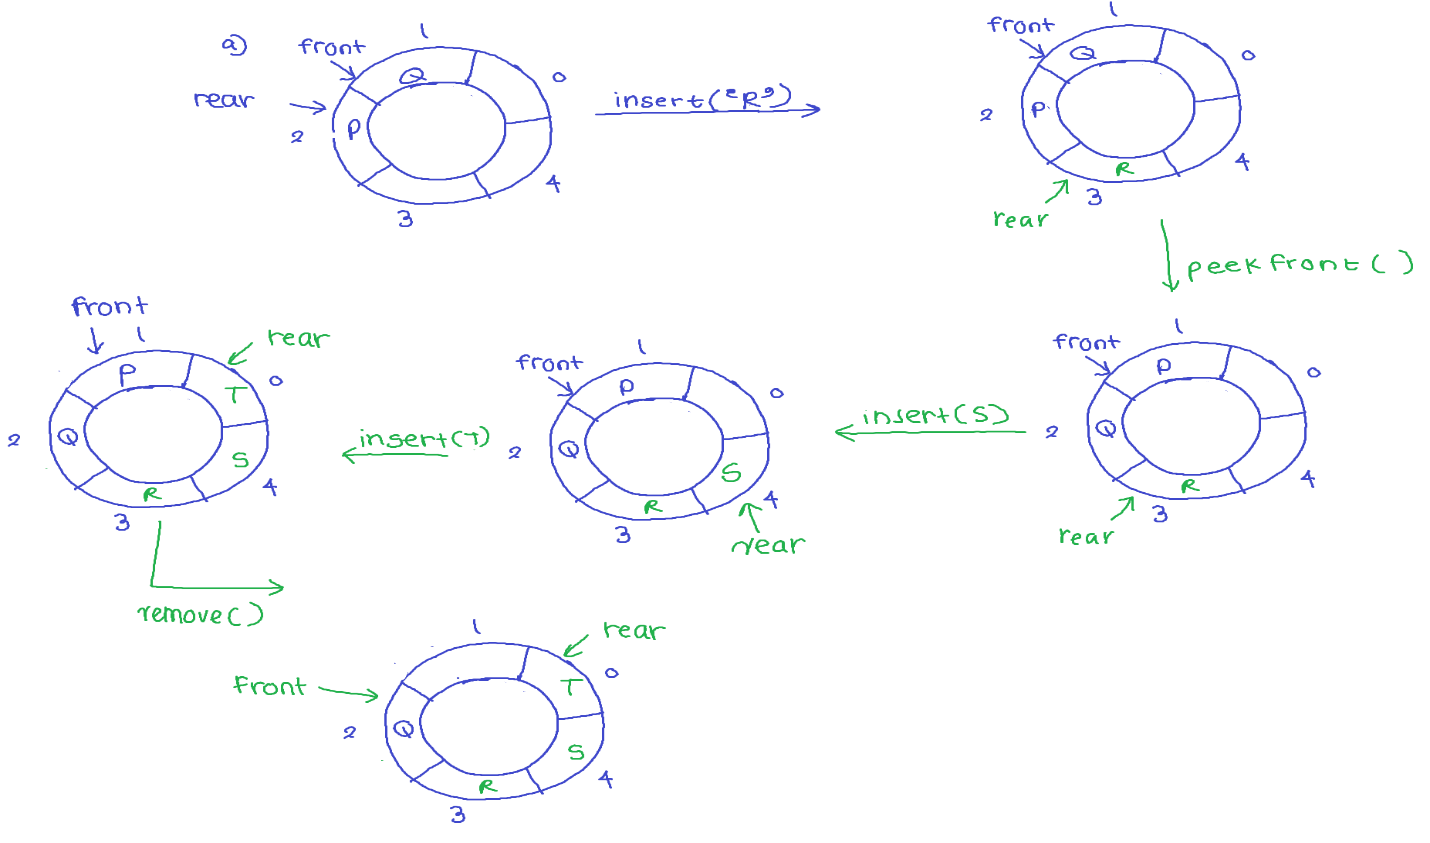 a)
front
1
Q
0
rear
2
P
3
4
insert("R")
front
1
Q
0
2
P
R
3
4
rear
peekfront()
front
1
P
0
2
Q
R
3
4
rear
insert(S)
front
1
P
0
2
Q
S
R
3
4
rear
insert(T)
front
1
rear
P
T
0
2
Q
S
R
3
4
remove()
1
rear
0
front
T
2
Q
S
R
3
4